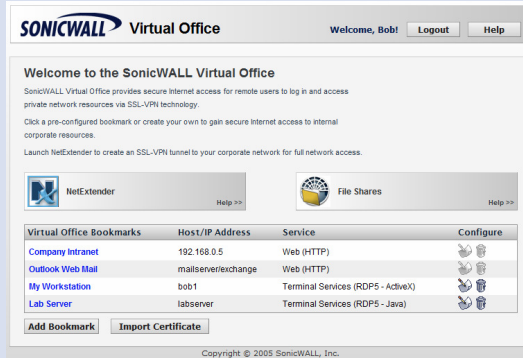 SONICWALL Virtual Office Welcome, Bob! Logout Help
Welcome to the SonicWALL Virtual Office
SonicWALL Virtual Office provides secure Internet access for remote users to log in and access
private network resources via SSL-VPN technology.
Click a pre-configured bookmark or create your own to gain secure Internet access to internal
corporate resources.
Launch NetExtender to create an SSL-VPN tunnel to your corporate network for full network access.
NetExtender Help >> File Shares Help >>
Virtual Office Bookmarks Host/IP Address Service Configure
Company Intranet 192.168.0.5 Web (HTTP)
Outlook Web Mail mailserver/exchange Web (HTTP)
My Workstation bob1 Terminal Services (RDP5 - ActiveX)
Lab Server labserver Terminal Services (RDP5 - Java)
Add Bookmark Import Certificate
Copyright © 2005 SonicWALL, Inc.